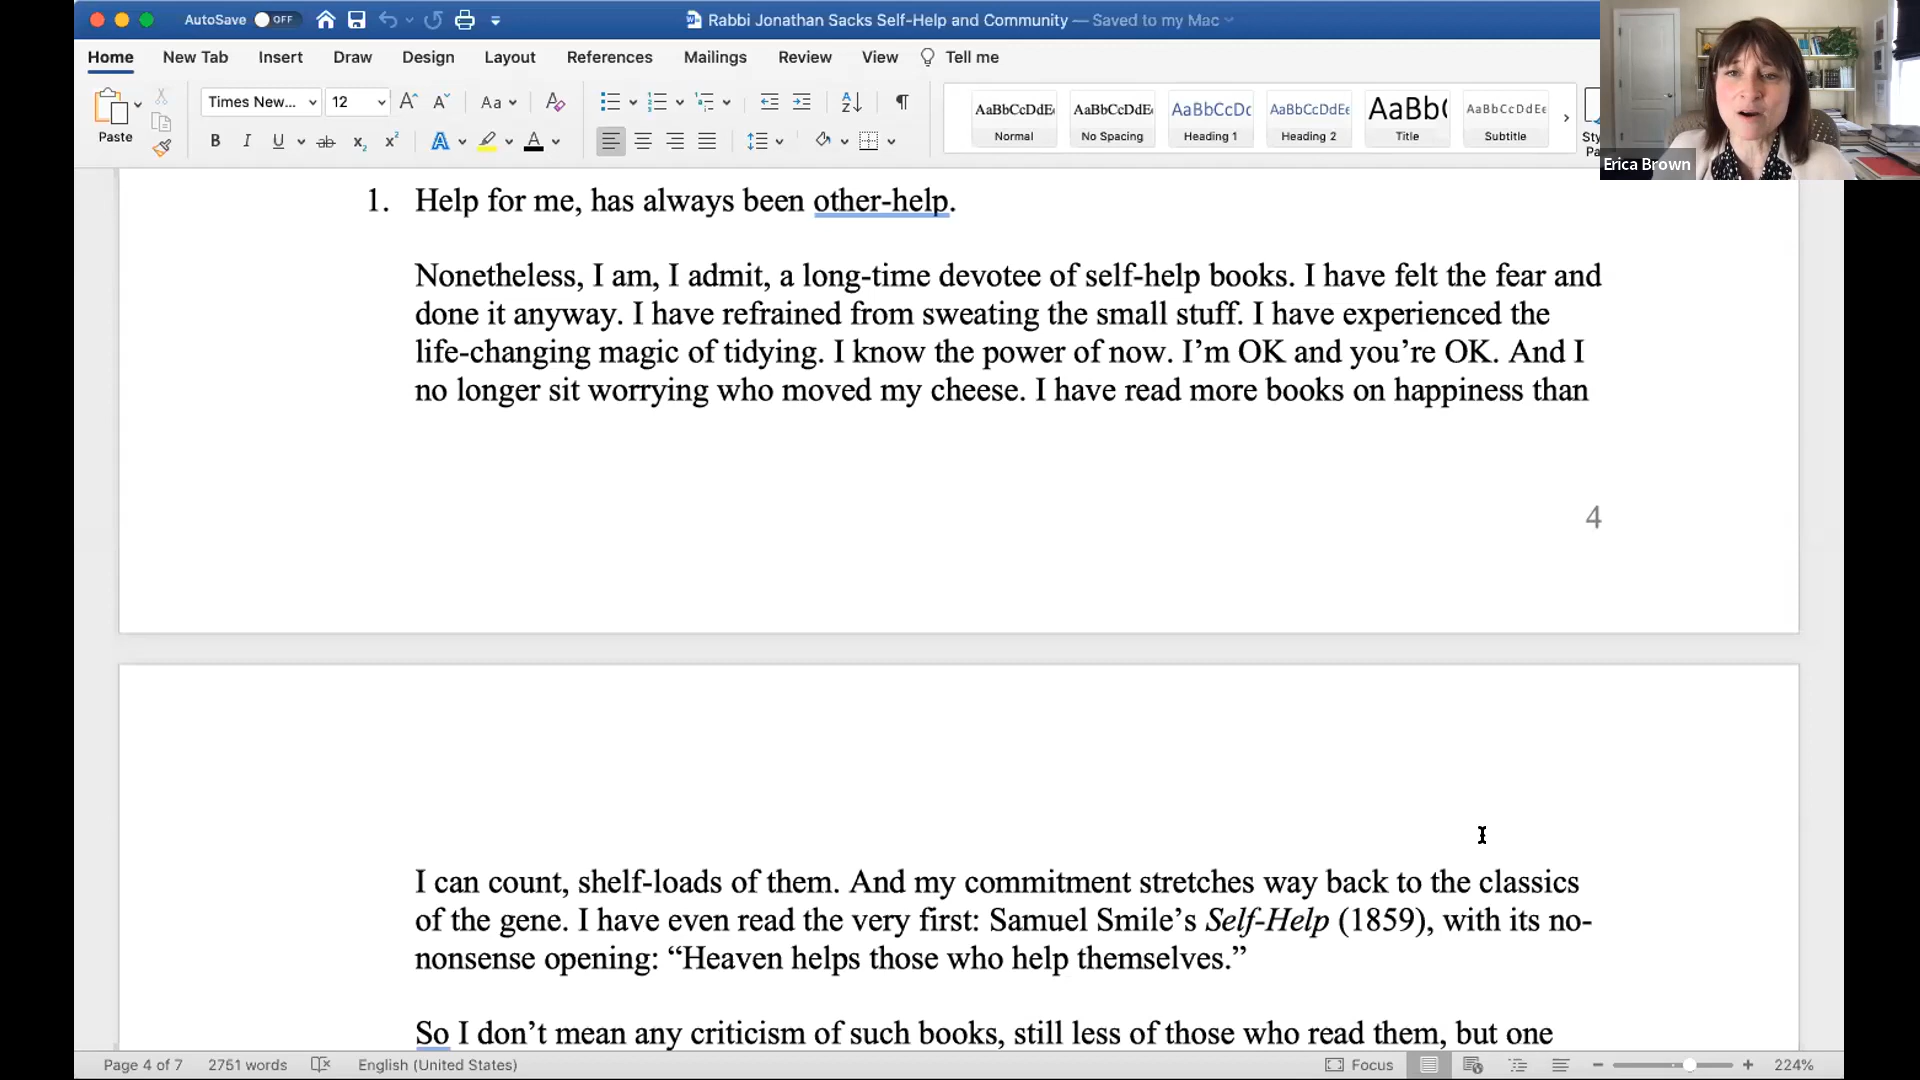 AutoSave OFF
Rabbi Jonathan Sacks Self-Help and Community — Saved to my Mac
Home New Tab Insert Draw Design Layout References Mailings Review View Tell me
Paste
Times New... 12
Aa
AaBbCcDdE
Normal
AaBbCcDdE
No Spacing
AaBbCcDc
Heading 1
AaBbCcDdEe
Heading 2
AaBb(
Title
AaBbCcDdEe
Subtitle
Erica Brown
1. Help for me, has always been other-help.
Nonetheless, I am, I admit, a long-time devotee of self-help books. I have felt the fear and
done it anyway. I have refrained from sweating the small stuff. I have experienced the
life-changing magic of tidying. I know the power of now. I’m OK and you’re OK. And I
no longer sit worrying who moved my cheese. I have read more books on happiness than
4
I can count, shelf-loads of them. And my commitment stretches way back to the classics
of the gene. I have even read the very first: Samuel Smile’s Self-Help (1859), with its no-
nonsense opening: “Heaven helps those who help themselves.”
So I don’t mean any criticism of such books, still less of those who read them, but one
Page 4 of 7 2751 words English (United States) Focus 224%